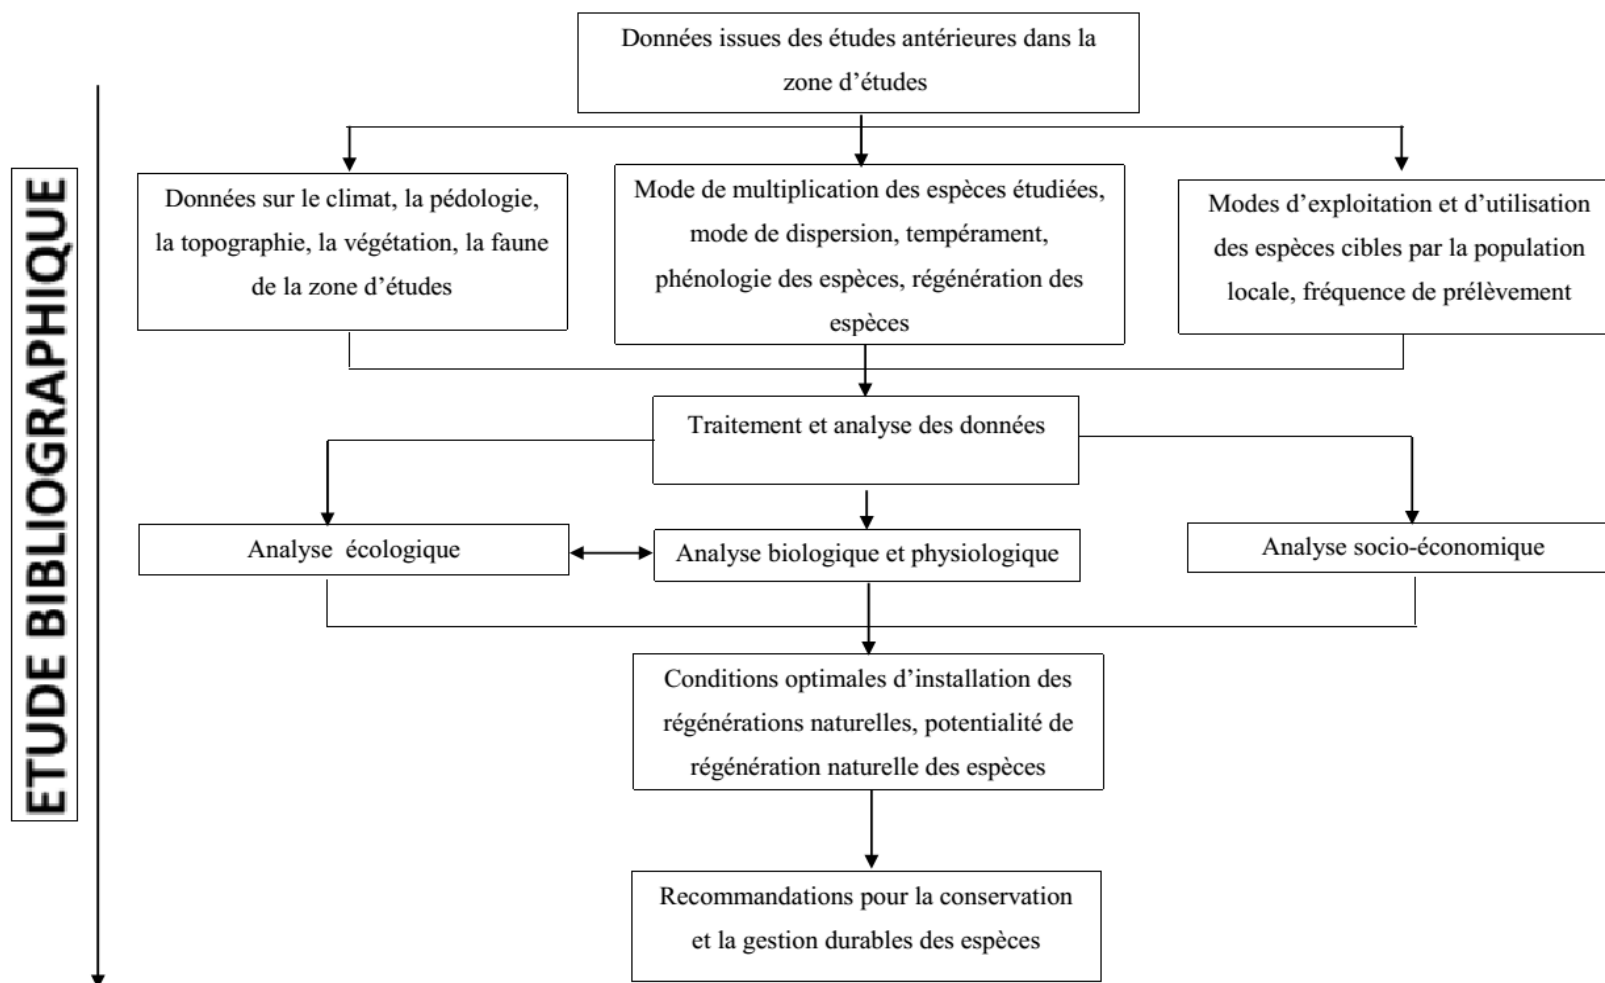 ETUDE BIBLIOGRAPHIQUE
Données issues des études antérieures dans la
zone d’études
Données sur le climat, la pédologie,
la topographie, la végétation, la faune
de la zone d’études
Mode de multiplication des espèces étudiées,
mode de dispersion, tempérament,
phénologie des espèces, régénération des
espèces
Modes d’exploitation et d’utilisation
des espèces cibles par la population
locale, fréquence de prélèvement
Traitement et analyse des données
Analyse écologique
Analyse biologique et physiologique
Analyse socio-économique
Conditions optimales d’installation des
régénérations naturelles, potentialité de
régénération naturelle des espèces
Recommandations pour la conservation
et la gestion durables des espèces